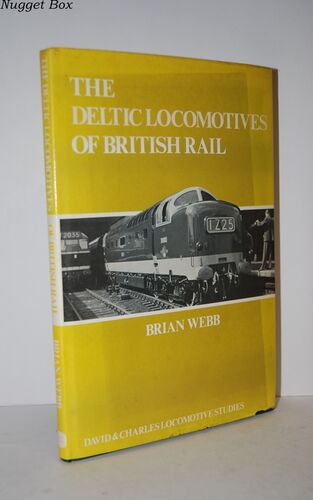 Nugget Box
THE
DELTIC LOCOMOTIVES
OF BRITISH RAIL
1Z25
2035
BRIAN WEBB
DAVID & CHARLES LOCOMOTIVE STUDIES
THE DELTIC LOCOMOTIVES
OF BRITISH RAIL
BRIAN WEBB